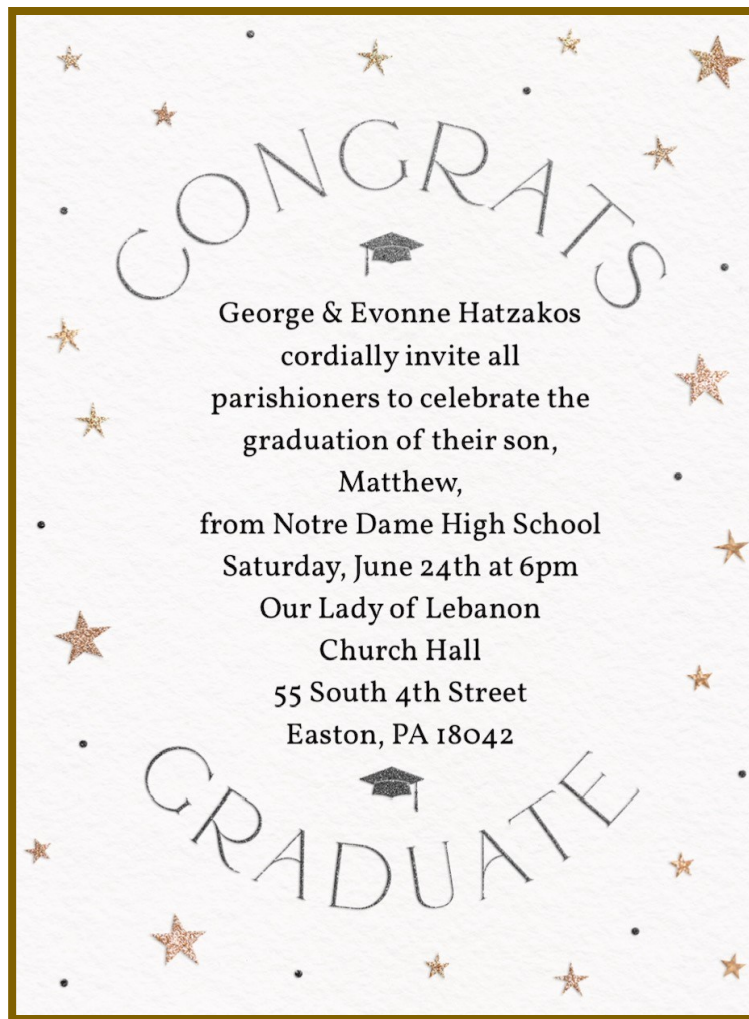 CONGRATS
George & Evonne Hatzakos
cordially invite all
parishioners to celebrate the
graduation of their son,
Matthew,
from Notre Dame High School
Saturday, June 24th at 6pm
Our Lady of Lebanon
Church Hall
55 South 4th Street
Easton, PA 18042
GRADUATE